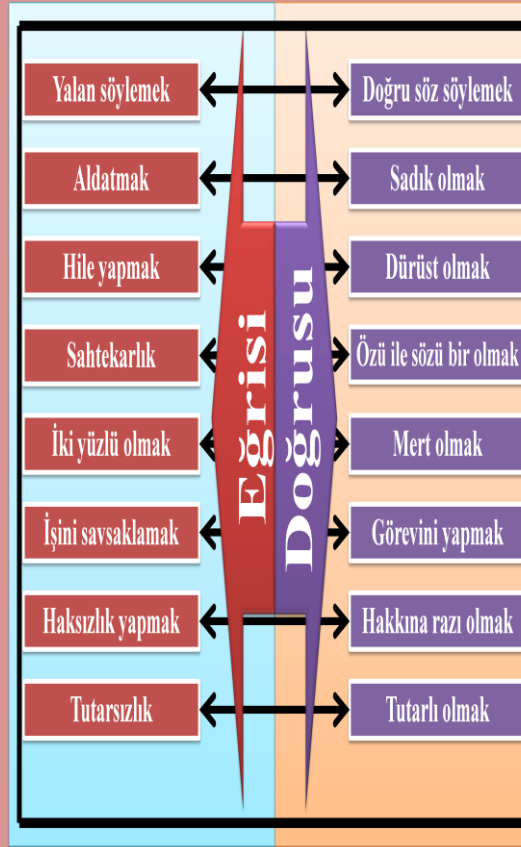 Yalan söylemek
Doğru söz söylemek
Aldatmak
Sadık olmak
Hile yapmak
Dürüst olmak
Sahtekarlık
Özü ile sözü bir olmak
İki yüzlü olmak
Mert olmak
İşini savsaklamak
Görevini yapmak
Haksızlık yapmak
Hakkına razı olmak
Tutarsızlık
Tutarlı olmak
Eğrisi
Doğrusu